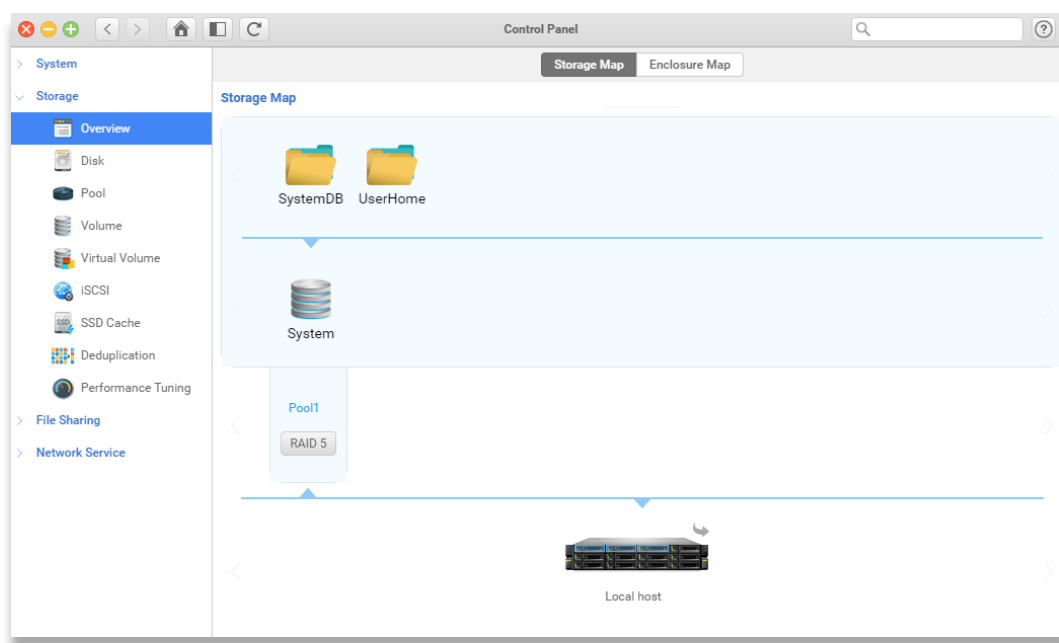 Control Panel
System
Storage
Overview
Disk
Pool
Volume
Virtual Volume
iSCSI
SSD Cache
Deduplication
Performance Tuning
File Sharing
Network Service
Storage Map Enclosure Map
Storage Map
SystemDB UserHome
System
Pool1
RAID 5
Local host